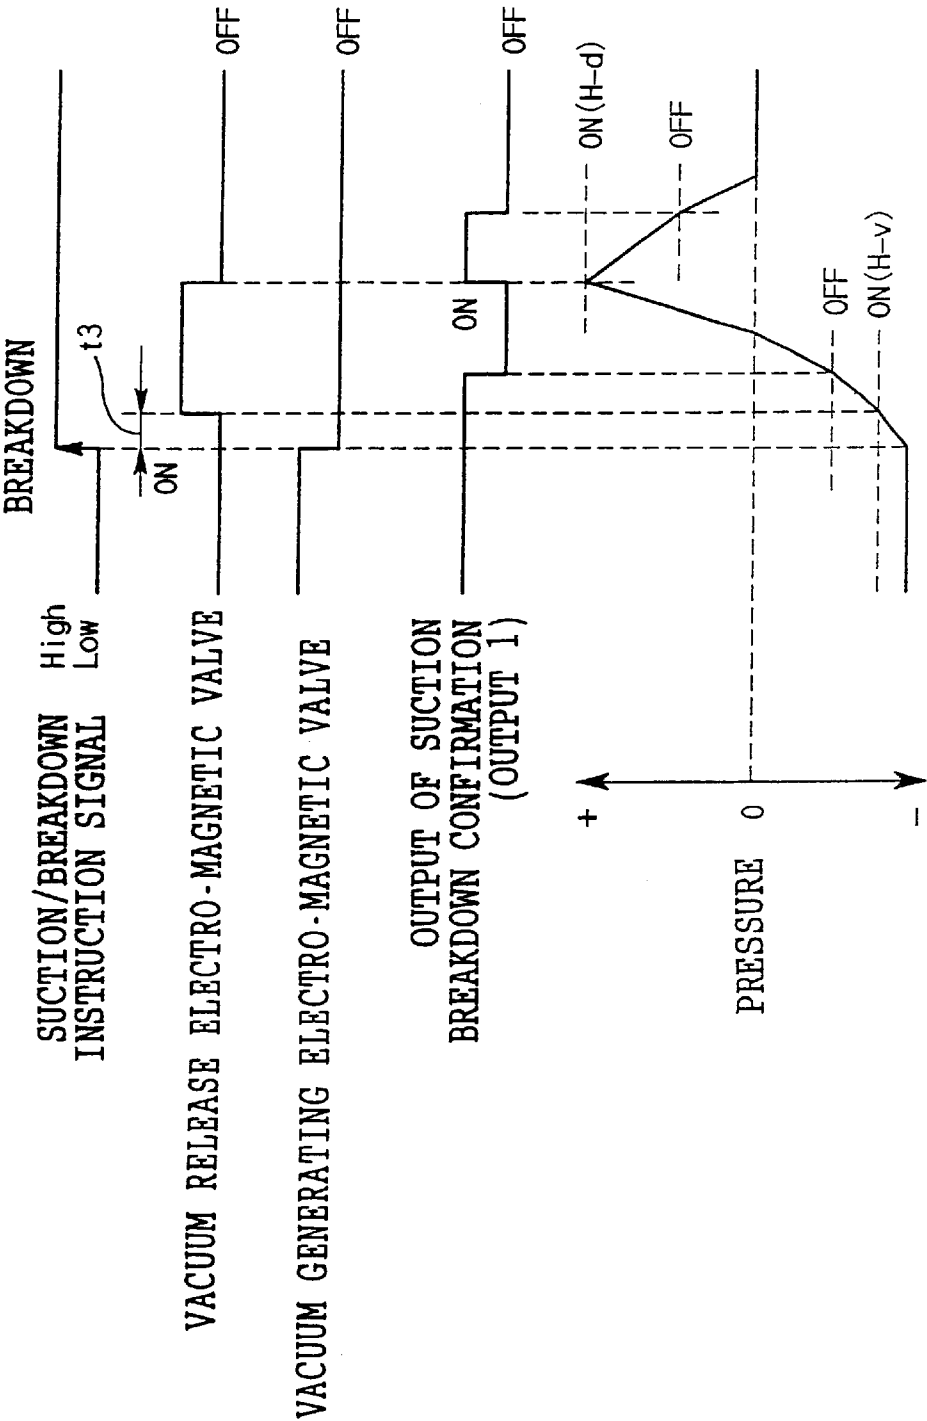 BREAKDOWN
SUCTION/BREAKDOWN
INSTRUCTION SIGNAL
High
Low
t3
ON
VACUUM RELEASE ELECTRO-MAGNETIC VALVE
OFF
VACUUM GENERATING ELECTRO-MAGNETIC VALVE
OFF
OUTPUT OF SUCTION
BREAKDOWN CONFIRMATION
(OUTPUT 1)
ON
OFF
+
ON(H-d)
OFF
PRESSURE
0
OFF
ON(H-v)
-